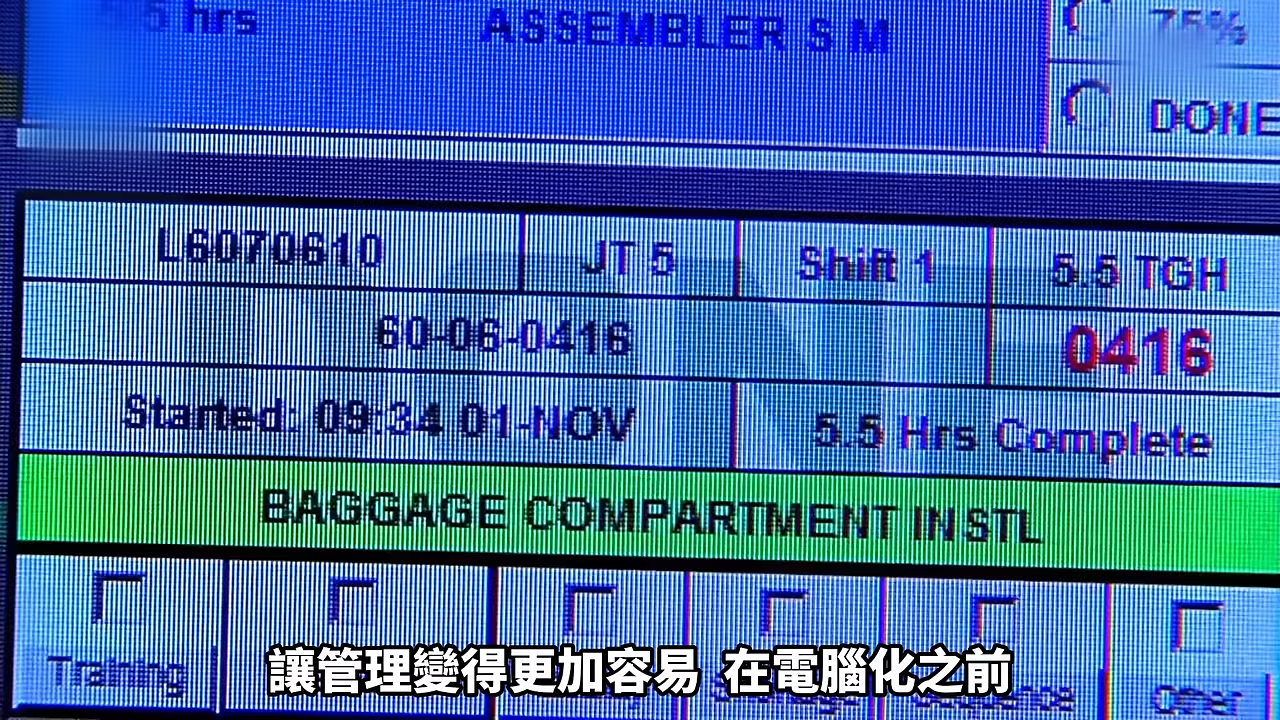 hrs
ASSEMBLER S M
75%
DONE
L6070610 JT 5 Shift 1 5.5 TGH
60-06-0416 0416
Started: 09:34 01-NOV 5.5 Hrs Complete
BAGGAGE COMPARTMENT INSTL
Training Other
讓管理變得更加容易 在電腦化之前